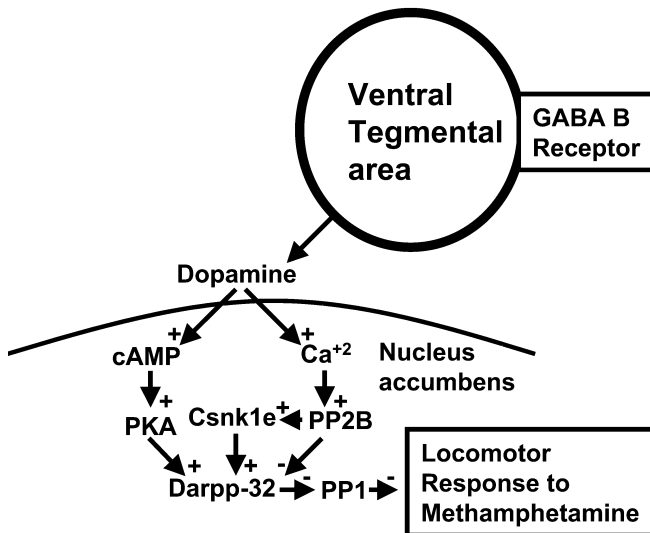 Ventral
Tegmental
area
GABA B
Receptor
Dopamine
+ +
cAMP Ca+2 Nucleus
accumbens
+ +
PKA Csnk1e + PP2B
+ + -
Darpp-32 - PP1 -
Locomotor
Response to
Methamphetamine